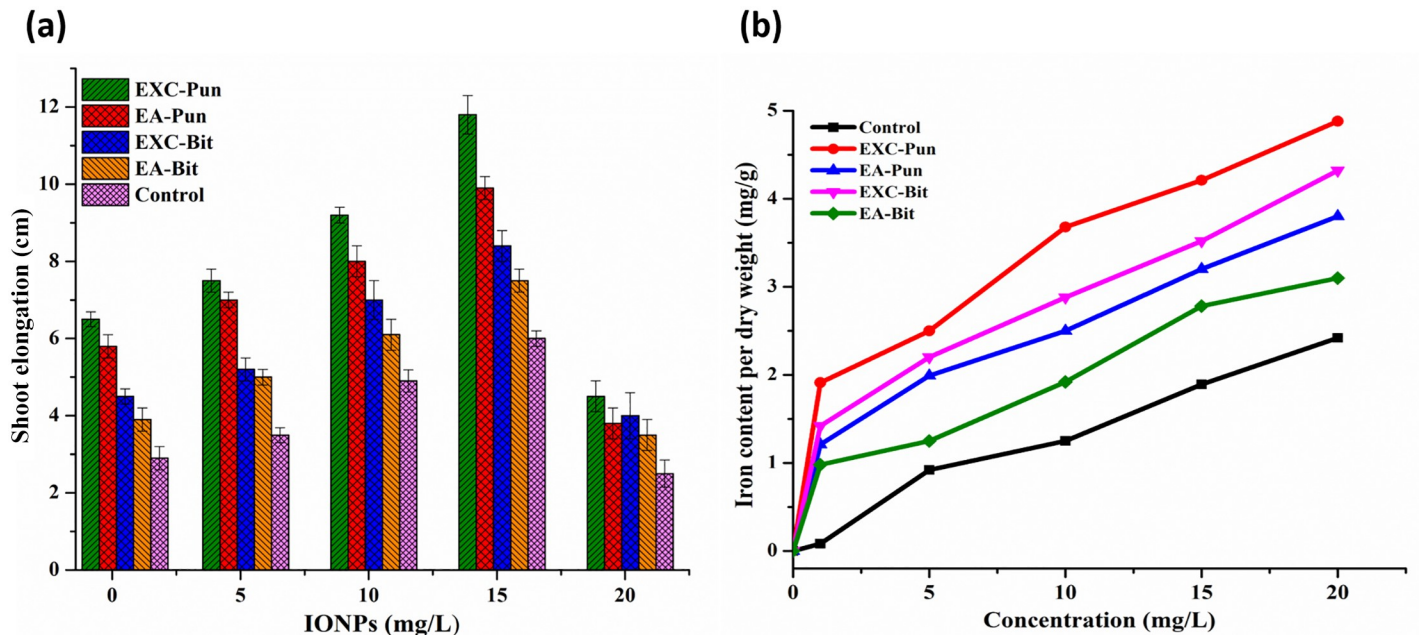 (a)
Shoot elongation (cm)
12
10
8
6
4
2
0
EXC-Pun
EA-Pun
EXC-Bit
EA-Bit
Control
0 5 10 15 20
IONPs (mg/L)
(b)
Iron content per dry weight (mg/g)
5
4
3
2
1
0
Control
EXC-Pun
EA-Pun
EXC-Bit
EA-Bit
0 5 10 15 20
Concentration (mg/L)